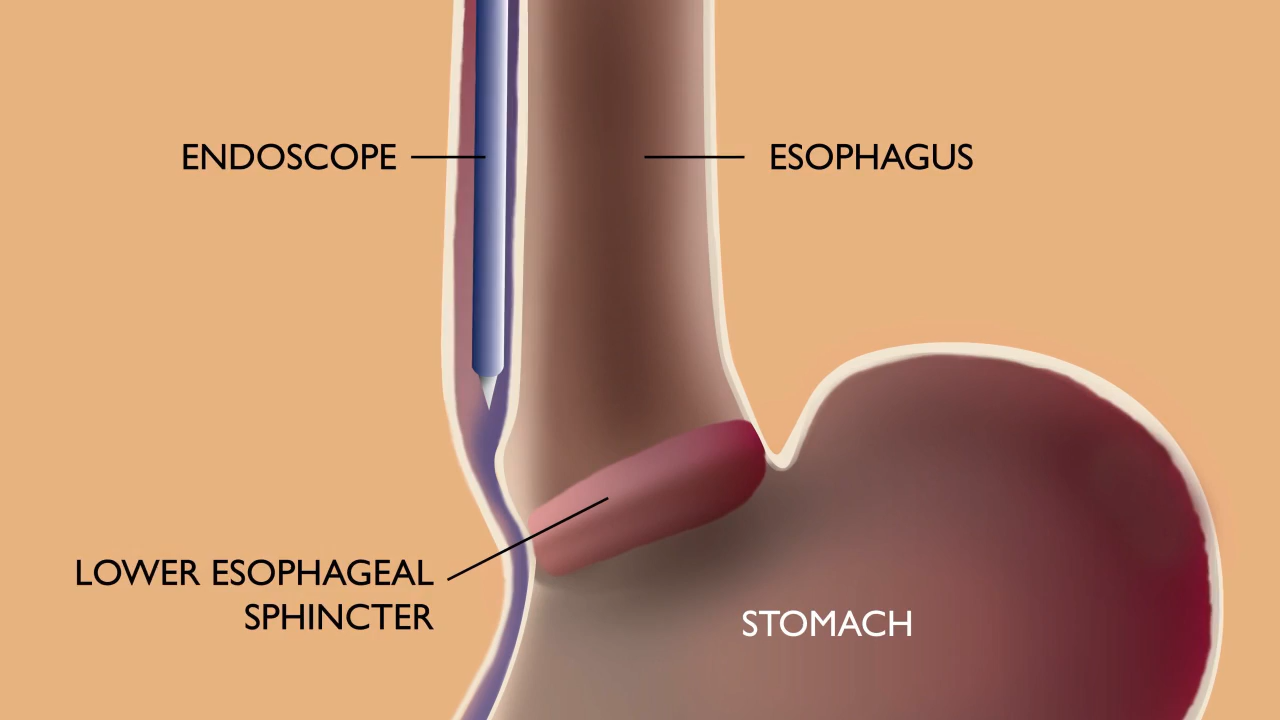 ENDOSCOPE
ESOPHAGUS
LOWER ESOPHAGEAL
SPHINCTER
STOMACH